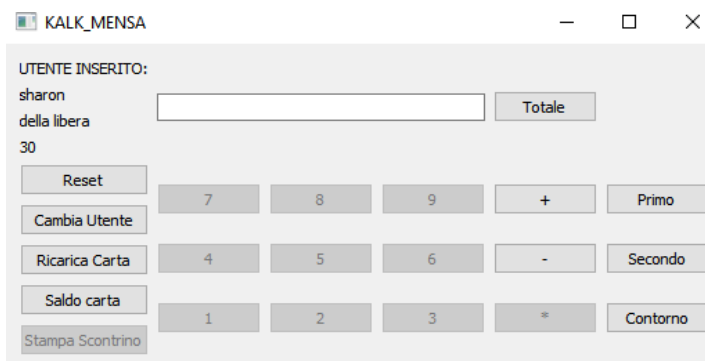 KALK_MENSA
UTENTE INSERITO:
sharon
della libera
30
Totale
Reset
Cambia Utente
Ricarica Carta
Saldo carta
Stampa Scontrino
7 8 9 + Primo
4 5 6 - Secondo
1 2 3 * Contorno